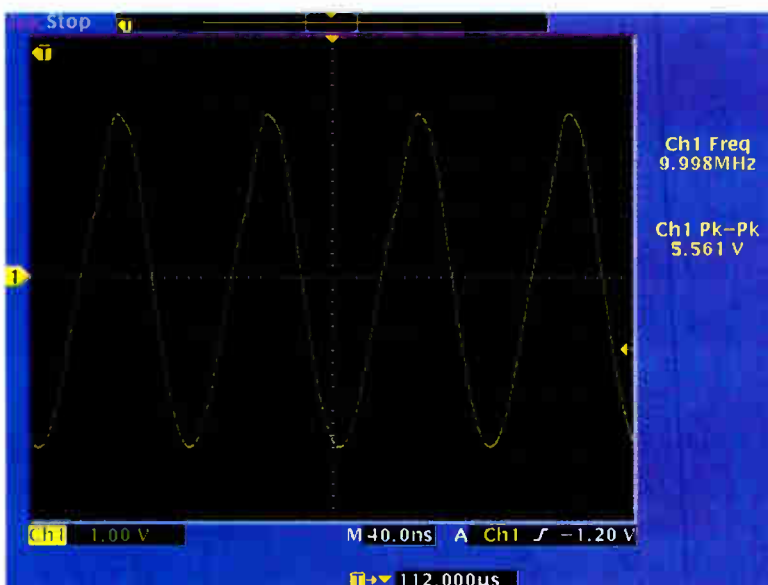 Stop
T
T
Ch1 Freq
9.998MHz
Ch1 Pk-Pk
5.561 V
1
Ch1 1.00 V M 40.0ns A Ch1 ƒ -1.20 V
T 112.000µs